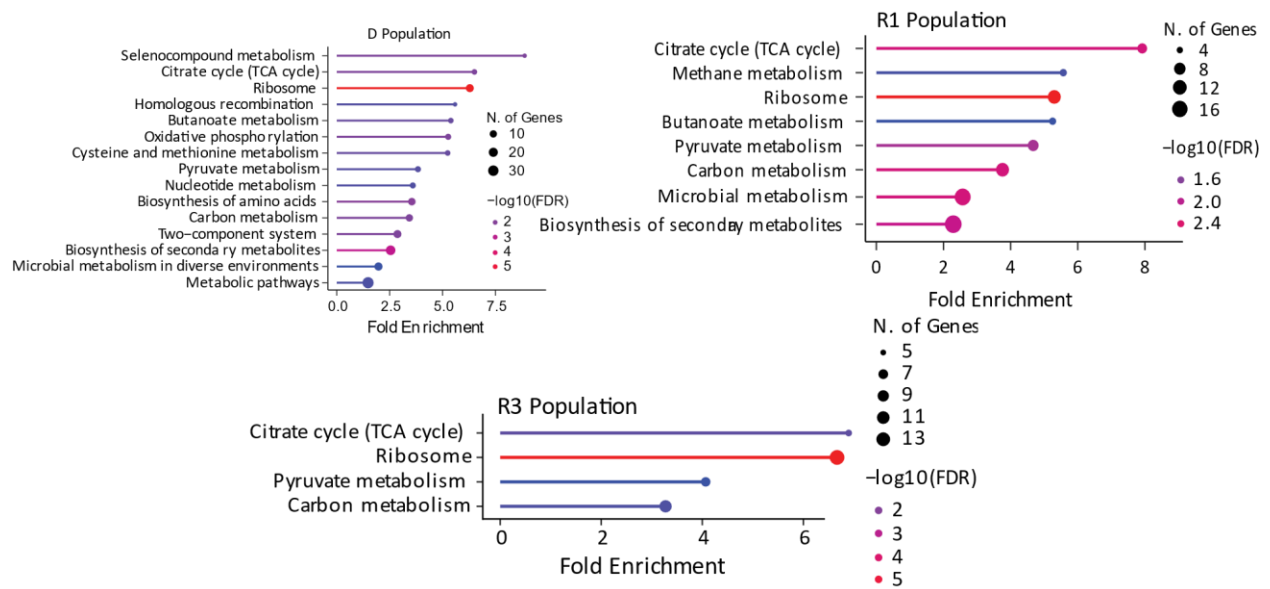 D Population
Selenocompound metabolism
Citrate cycle (TCA cycle)
Ribosome
Homologous recombination
Butanoate metabolism
Oxidative phosphorylation
Cysteine and methionine metabolism
Pyruvate metabolism
Nucleotide metabolism
Biosynthesis of amino acids
Carbon metabolism
Two-component system
Biosynthesis of seconda ry metabolites
Microbial metabolism in diverse environments
Metabolic pathways
0.0 2.5 5.0 7.5
Fold Enrichment
N. of Genes
10
20
30
−log10(FDR)
2
3
4
5
R1 Population
Citrate cycle (TCA cycle)
Methane metabolism
Ribosome
Butanoate metabolism
Pyruvate metabolism
Carbon metabolism
Microbial metabolism
Biosynthesis of secondary metabolites
0 2 4 6 8
Fold Enrichment
N. of Genes
4
8
12
16
−log10(FDR)
1.6
2.0
2.4
R3 Population
Citrate cycle (TCA cycle)
Ribosome
Pyruvate metabolism
Carbon metabolism
0 2 4 6
Fold Enrichment
N. of Genes
5
7
9
11
13
−log10(FDR)
2
3
4
5